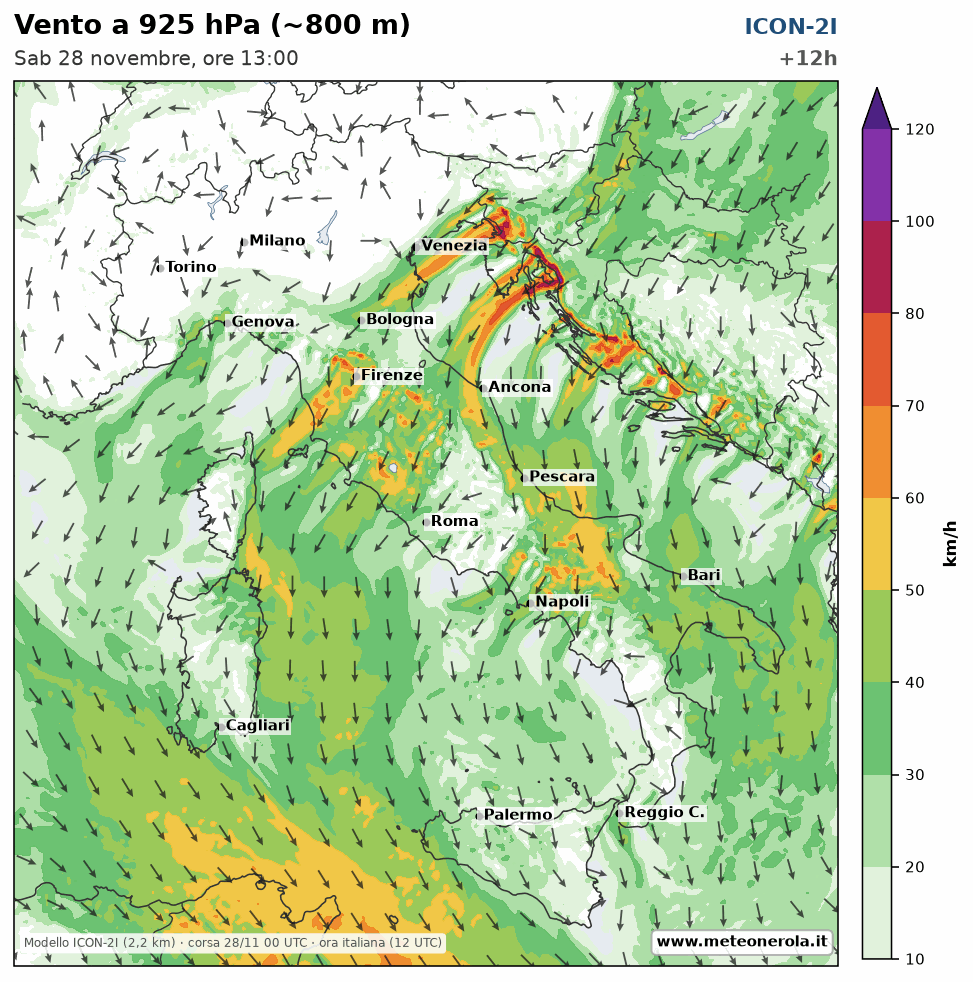 Vento a 925 hPa (~800 m)
ICON-2I
Sab 28 novembre, ore 13:00
+12h
Venezia
Milano
Torino
Genova
Bologna
Firenze
Ancona
Pescara
Roma
Bari
Napoli
Cagliari
Palermo
Reggio C.
120
100
80
70
60
50
40
30
20
10
km/h
Modello ICON-2I (2,2 km) · corsa 28/11 00 UTC · ora italiana (12 UTC)
www.meteonerola.it